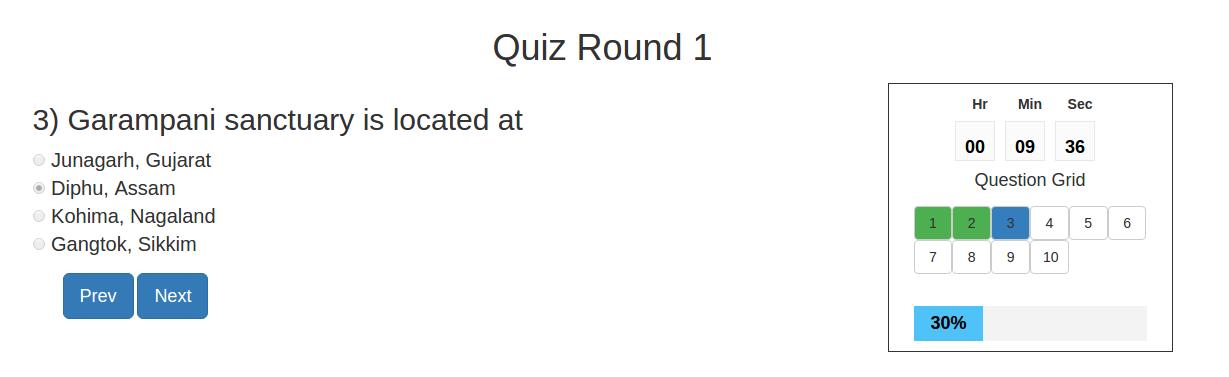 Quiz Round 1
3) Garampani sanctuary is located at
Junagarh, Gujarat
Diphu, Assam
Kohima, Nagaland
Gangtok, Sikkim
Prev Next
Hr Min Sec
00 09 36
Question Grid
1 2 3 4 5 6
7 8 9 10
30%